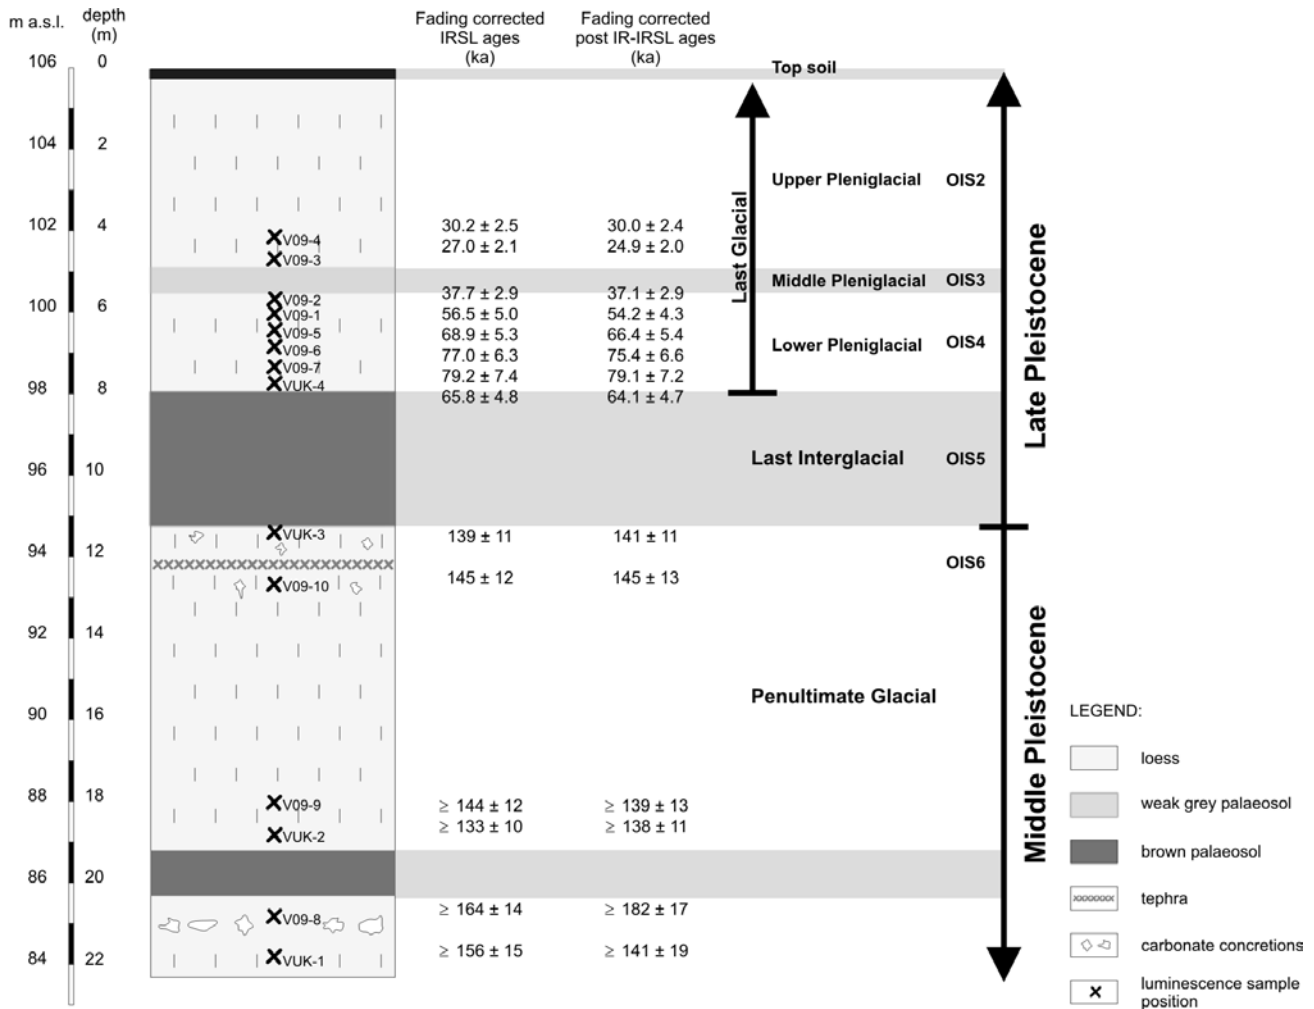 m a.s.l.
depth
(m)
Fading corrected
IRSL ages
(ka)
Fading corrected
post IR-IRSL ages
(ka)
106 0
Top soil
104 2
Upper Pleniglacial OIS2
102 4
V09-4 30.2 ± 2.5 30.0 ± 2.4
V09-3 27.0 ± 2.1 24.9 ± 2.0
Middle Pleniglacial OIS3
100 6
V09-2 37.7 ± 2.9 37.1 ± 2.9
V09-1 56.5 ± 5.0 54.2 ± 4.3
V09-5 68.9 ± 5.3 66.4 ± 5.4
Lower Pleniglacial OIS4
V09-6 77.0 ± 6.3 75.4 ± 6.6
V09-7 79.2 ± 7.4 79.1 ± 7.2
98 8
VUK-4 65.8 ± 4.8 64.1 ± 4.7
Last Glacial
Late Pleistocene
96 10
Last Interglacial OIS5
94 12
VUK-3 139 ± 11 141 ± 11
OIS6
V09-10 145 ± 12 145 ± 13
92 14
90 16
Penultimate Glacial
Middle Pleistocene
88 18
V09-9 ≥ 144 ± 12 ≥ 139 ± 13
VUK-2 ≥ 133 ± 10 ≥ 138 ± 11
86 20
V09-8 ≥ 164 ± 14 ≥ 182 ± 17
84 22
VUK-1 ≥ 156 ± 15 ≥ 141 ± 19
LEGEND:
loess
weak grey palaeosol
brown palaeosol
tephra
carbonate concretions
luminescence sample
position